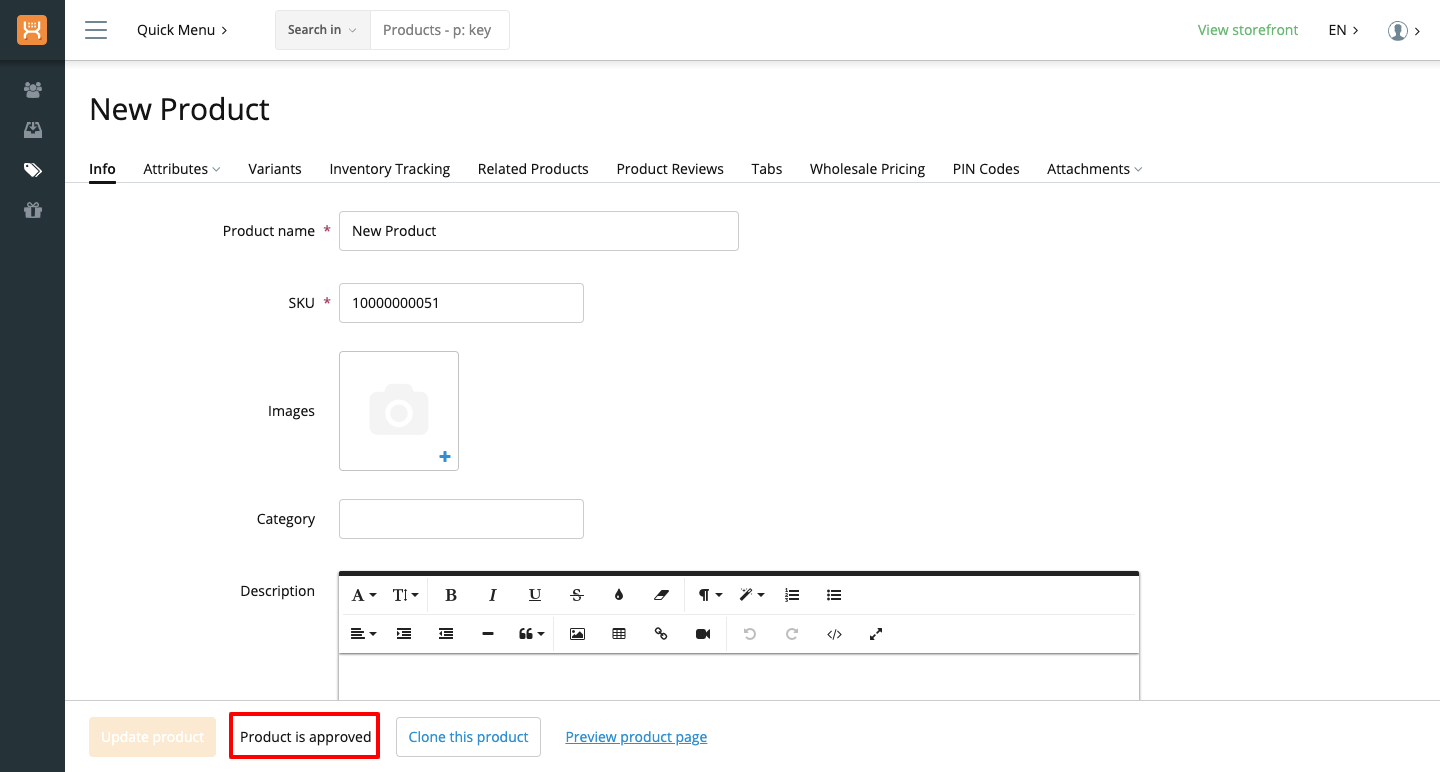 Quick Menu
Search in
Products - p: key
View storefront
EN
New Product
Info
Attributes
Variants
Inventory Tracking
Related Products
Product Reviews
Tabs
Wholesale Pricing
PIN Codes
Attachments
Product name *
New Product
SKU *
10000000051
Images
Category
Description
Update product
Product is approved
Clone this product
Preview product page